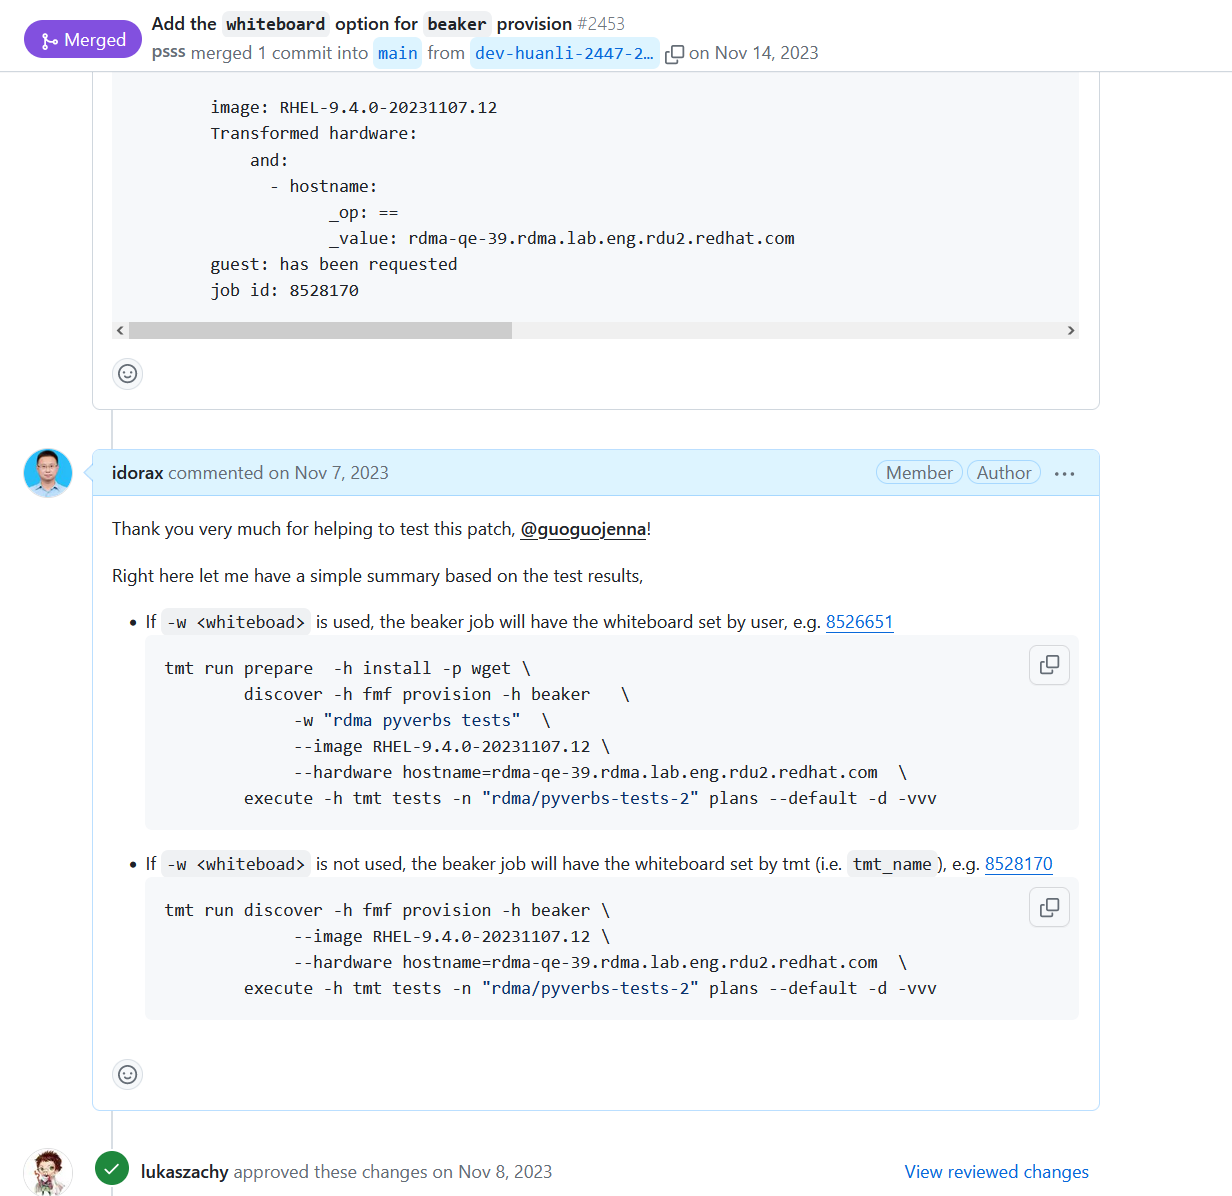 Merged
Add the whiteboard option for beaker provision #2453
psss merged 1 commit into main from dev-huanli-2447-2… on Nov 14, 2023
image: RHEL-9.4.0-20231107.12
Transformed hardware:
and:
- hostname:
_op: ==
_value: rdma-qe-39.rdma.lab.eng.rdu2.redhat.com
guest: has been requested
job id: 8528170
idorax commented on Nov 7, 2023
Member Author
Thank you very much for helping to test this patch, @guoguojenna!
Right here let me have a simple summary based on the test results,
• If -w <whiteboad> is used, the beaker job will have the whiteboard set by user, e.g. 8526651
tmt run prepare  -h install -p wget \
discover -h fmf provision -h beaker   \
-w "rdma pyverbs tests"  \
--image RHEL-9.4.0-20231107.12 \
--hardware hostname=rdma-qe-39.rdma.lab.eng.rdu2.redhat.com  \
execute -h tmt tests -n "rdma/pyverbs-tests-2" plans --default -d -vvv
• If -w <whiteboad> is not used, the beaker job will have the whiteboard set by tmt (i.e. tmt_name), e.g. 8528170
tmt run discover -h fmf provision -h beaker \
--image RHEL-9.4.0-20231107.12 \
--hardware hostname=rdma-qe-39.rdma.lab.eng.rdu2.redhat.com  \
execute -h tmt tests -n "rdma/pyverbs-tests-2" plans --default -d -vvv
lukaszachy approved these changes on Nov 8, 2023
View reviewed changes